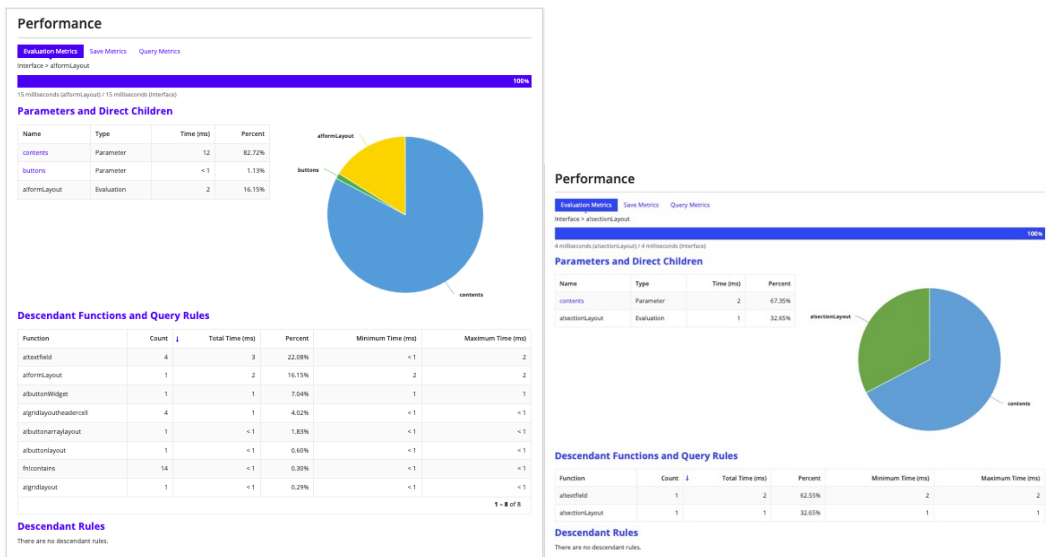 Performance
Evaluation Metrics Save Metrics Query Metrics
Interface > a!formLayout
100%
15 milliseconds (a!formLayout) / 15 milliseconds (Interface)
Parameters and Direct Children
Name Type Time (ms) Percent
contents Parameter 12 82.72%
buttons Parameter < 1 1.13%
a!formLayout Evaluation 2 16.15%
a!formLayout
buttons
contents
Descendant Functions and Query Rules
Function Count ↓ Total Time (ms) Percent Minimum Time (ms) Maximum Time (ms)
a!textfield 4 3 22.08% < 1 2
a!formLayout 1 2 16.15% 2 2
a!buttonWidget 1 1 7.04% 1 1
a!gridlayoutheadercell 4 1 4.02% < 1 < 1
a!buttonarraylayout 1 < 1 1.83% < 1 < 1
a!buttonlayout 1 < 1 0.60% < 1 < 1
fn!contains 14 < 1 0.30% < 1 < 1
a!gridlayout 1 < 1 0.29% < 1 < 1
1 – 8 of 8
Descendant Rules
There are no descendant rules.
Performance
Evaluation Metrics Save Metrics Query Metrics
Interface > a!sectionLayout
100%
4 milliseconds (a!sectionLayout) / 4 milliseconds (Interface)
Parameters and Direct Children
Name Type Time (ms) Percent
contents Parameter 2 67.35%
a!sectionLayout Evaluation 1 32.65%
a!sectionLayout
contents
Descendant Functions and Query Rules
Function Count ↓ Total Time (ms) Percent Minimum Time (ms) Maximum Time (ms)
a!textfield 1 2 62.55% 2 2
a!sectionLayout 1 1 32.65% 1 1
Descendant Rules
There are no descendant rules.